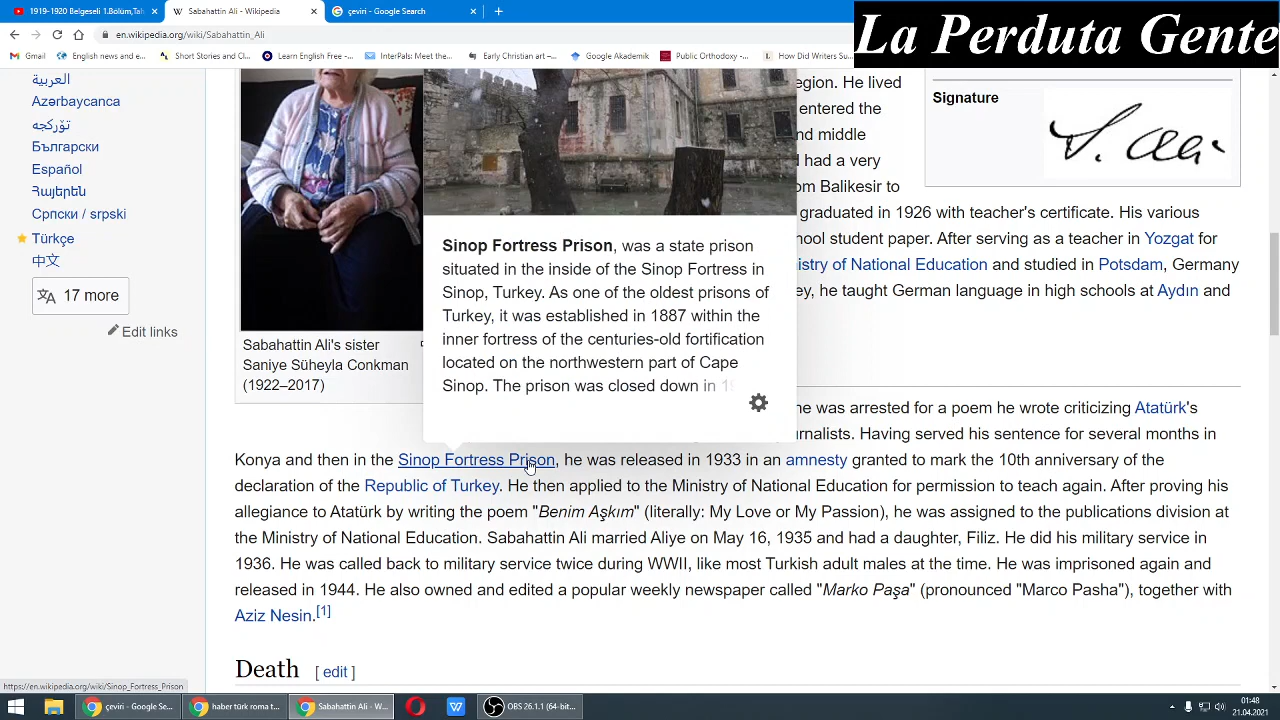 1919-1920 Belgeseli 1.Bölüm,Tal
Sabahattin Ali - Wikipedia
çeviri - Google Search
La Perduta Gente
en.wikipedia.org/wiki/Sabahattin_Ali
Gmail
English news and e...
Short Stories and Cl...
Learn English Free -...
InterPals: Meet the...
Early Christian art -...
Google Akademik
Public Orthodoxy -...
How Did Writers Su
العربية
Azərbaycanca
تۆرکجه
Български
Español
Հայերեն
Српски / srpski
Türkçe
中文
17 more
Edit links
Sabahattin Ali's sister
Saniye Süheyla Conkman
(1922–2017)
egion. He lived
entered the
nd middle
had a very
om Balikesir to
graduated in 1926 with teacher's certificate. His various
nool student paper. After serving as a teacher in Yozgat for
istry of National Education and studied in Potsdam, Germany
ey, he taught German language in high schools at Aydın and
Signature
S. Ali
Sinop Fortress Prison, was a state prison
situated in the inside of the Sinop Fortress in
Sinop, Turkey. As one of the oldest prisons of
Turkey, it was established in 1887 within the
inner fortress of the centuries-old fortification
located on the northwestern part of Cape
Sinop. The prison was closed down in
he was arrested for a poem he wrote criticizing Atatürk's
urnalists. Having served his sentence for several months in
Konya and then in the Sinop Fortress Prison, he was released in 1933 in an amnesty granted to mark the 10th anniversary of the
declaration of the Republic of Turkey. He then applied to the Ministry of National Education for permission to teach again. After proving his
allegiance to Atatürk by writing the poem "Benim Aşkım" (literally: My Love or My Passion), he was assigned to the publications division at
the Ministry of National Education. Sabahattin Ali married Aliye on May 16, 1935 and had a daughter, Filiz. He did his military service in
1936. He was called back to military service twice during WWII, like most Turkish adult males at the time. He was imprisoned again and
released in 1944. He also owned and edited a popular weekly newspaper called "Marko Paşa" (pronounced "Marco Pasha"), together with
Aziz Nesin.[1]
Death [ edit ]
https://en.wikipedia.org/wiki/Sinop_Fortress_Prison
çeviri - Google Se...
haber türk roma t...
Sabahattin Ali - W...
OBS 26.1.1 (64-bit...
01:48
21.04.2021